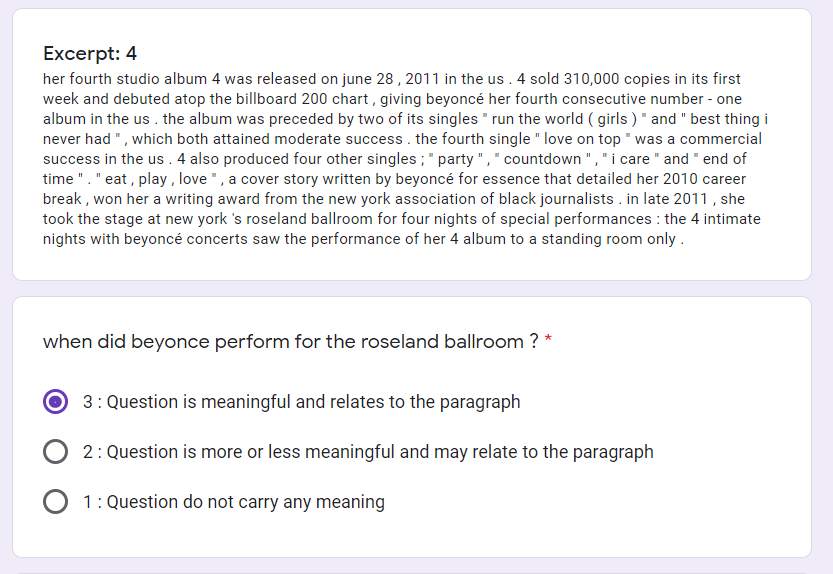 Excerpt: 4
her fourth studio album 4 was released on june 28 , 2011 in the us . 4 sold 310,000 copies in its first
week and debuted atop the billboard 200 chart , giving beyoncé her fourth consecutive number - one
album in the us . the album was preceded by two of its singles " run the world ( girls ) " and " best thing i
never had " , which both attained moderate success . the fourth single " love on top " was a commercial
success in the us . 4 also produced four other singles ; " party " , " countdown " , " i care " and " end of
time " . " eat , play , love " , a cover story written by beyoncé for essence that detailed her 2010 career
break , won her a writing award from the new york association of black journalists . in late 2011 , she
took the stage at new york 's roseland ballroom for four nights of special performances : the 4 intimate
nights with beyoncé concerts saw the performance of her 4 album to a standing room only .
when did beyonce perform for the roseland ballroom ? *
3 : Question is meaningful and relates to the paragraph
2 : Question is more or less meaningful and may relate to the paragraph
1 : Question do not carry any meaning